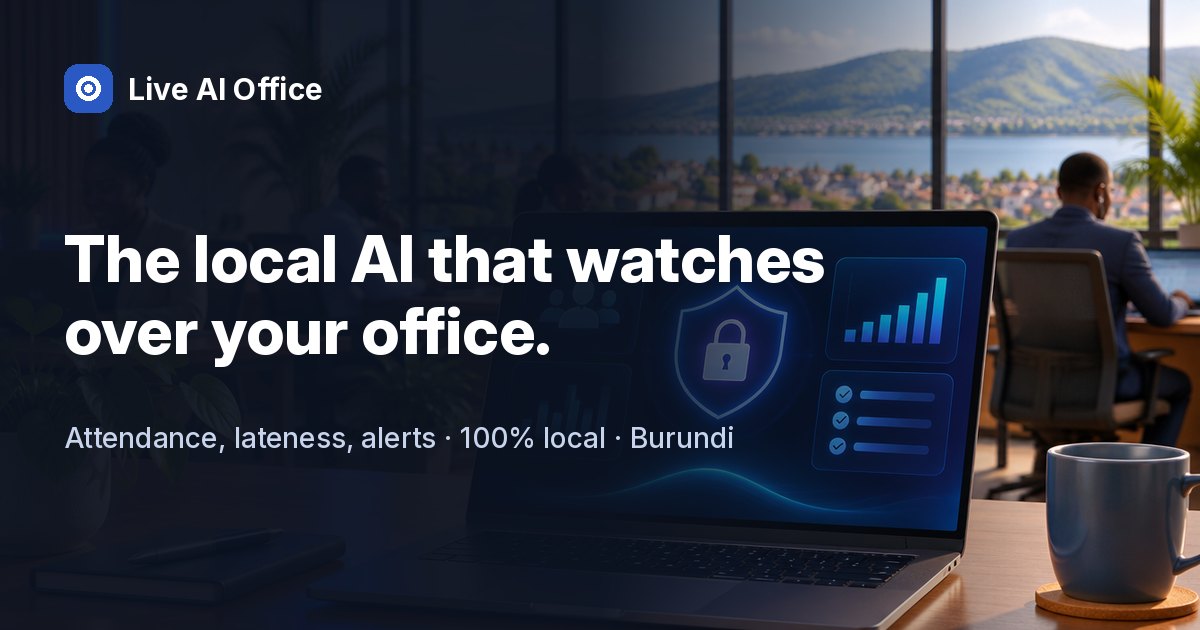 Live AI Office
The local AI that watches
over your office.
Attendance, lateness, alerts · 100% local · Burundi